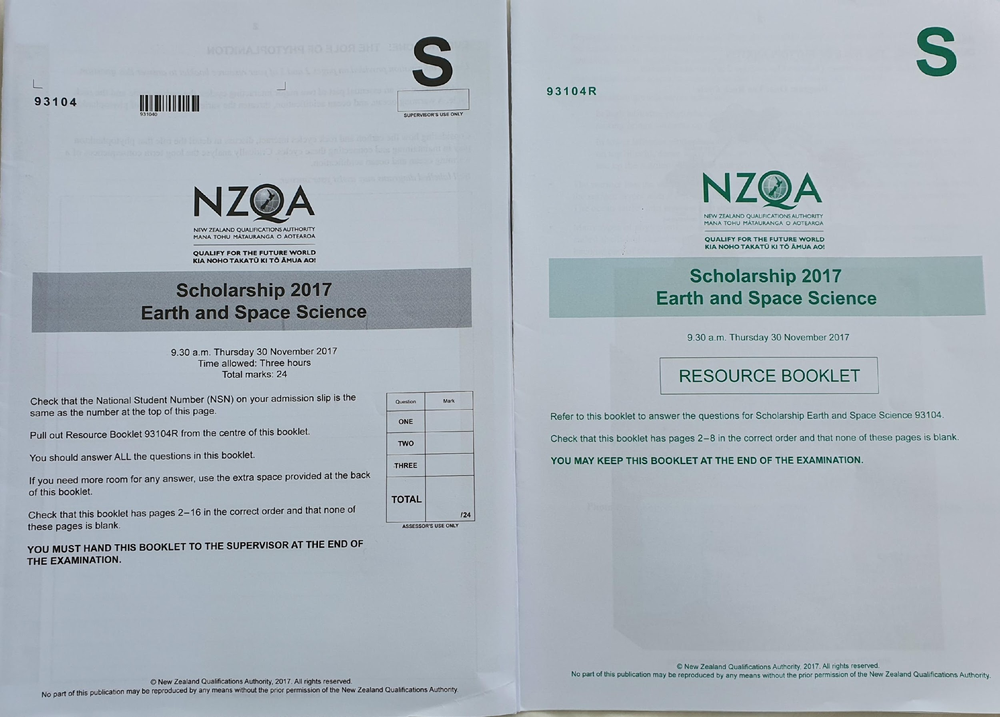 S
93104
931040
SUPERVISOR'S USE ONLY
NZQA
NEW ZEALAND QUALIFICATIONS AUTHORITY
MANA TOHU MĀTAURANGA O AOTEAROA
QUALIFY FOR THE FUTURE WORLD
KIA NOHO TAKATŪ KI TŌ ĀMUA AO!
Scholarship 2017
Earth and Space Science
9.30 a.m. Thursday 30 November 2017
Time allowed: Three hours
Total marks: 24
Check that the National Student Number (NSN) on your admission slip is the
same as the number at the top of this page.
Pull out Resource Booklet 93104R from the centre of this booklet.
You should answer ALL the questions in this booklet.
If you need more room for any answer, use the extra space provided at the back
of this booklet.
Check that this booklet has pages 2–16 in the correct order and that none of
these pages is blank.
YOU MUST HAND THIS BOOKLET TO THE SUPERVISOR AT THE END OF
THE EXAMINATION.
Question Mark
ONE
TWO
THREE
TOTAL
/24
ASSESSOR'S USE ONLY
© New Zealand Qualifications Authority, 2017. All rights reserved.
No part of this publication may be reproduced by any means without the prior permission of the New Zealand Qualifications Authority.
S
93104R
NZQA
NEW ZEALAND QUALIFICATIONS AUTHORITY
MANA TOHU MĀTAURANGA O AOTEAROA
QUALIFY FOR THE FUTURE WORLD
KIA NOHO TAKATŪ KI TŌ ĀMUA AO!
Scholarship 2017
Earth and Space Science
9.30 a.m. Thursday 30 November 2017
RESOURCE BOOKLET
Refer to this booklet to answer the questions for Scholarship Earth and Space Science 93104.
Check that this booklet has pages 2–8 in the correct order and that none of these pages is blank.
YOU MAY KEEP THIS BOOKLET AT THE END OF THE EXAMINATION.
© New Zealand Qualifications Authority, 2017. All rights reserved.
No part of this publication may be reproduced by any means without the prior permission of the New Zealand Qualifications Authority.